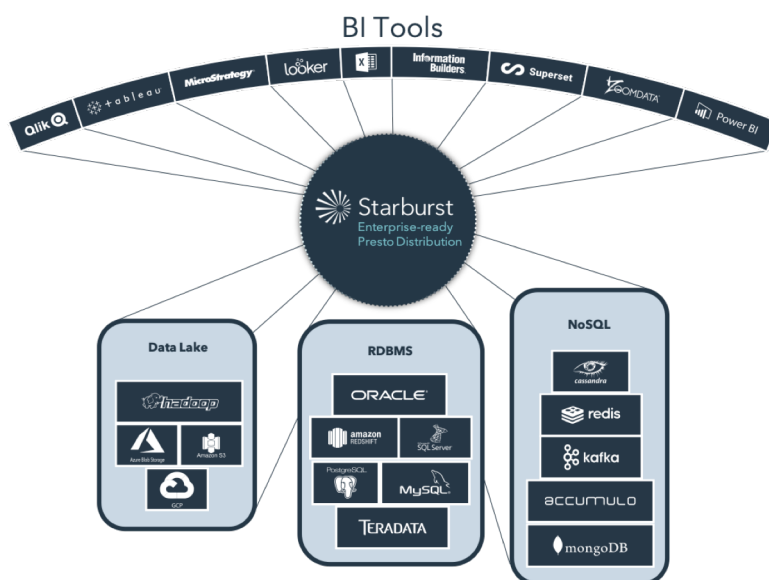 BI Tools
Qlik
+ableau
MicroStrategy
looker
X
Information
Builders
Superset
ZOOMDATA
Power BI
Starburst
Enterprise-ready
Presto Distribution
Data Lake
hadoop
Azure Blob Storage
Amazon S3
GCP
RDBMS
ORACLE
amazon
REDSHIFT
SQL Server
PostgreSQL
MySQL
TERADATA
NoSQL
cassandra
redis
kafka
accumulo
mongoDB